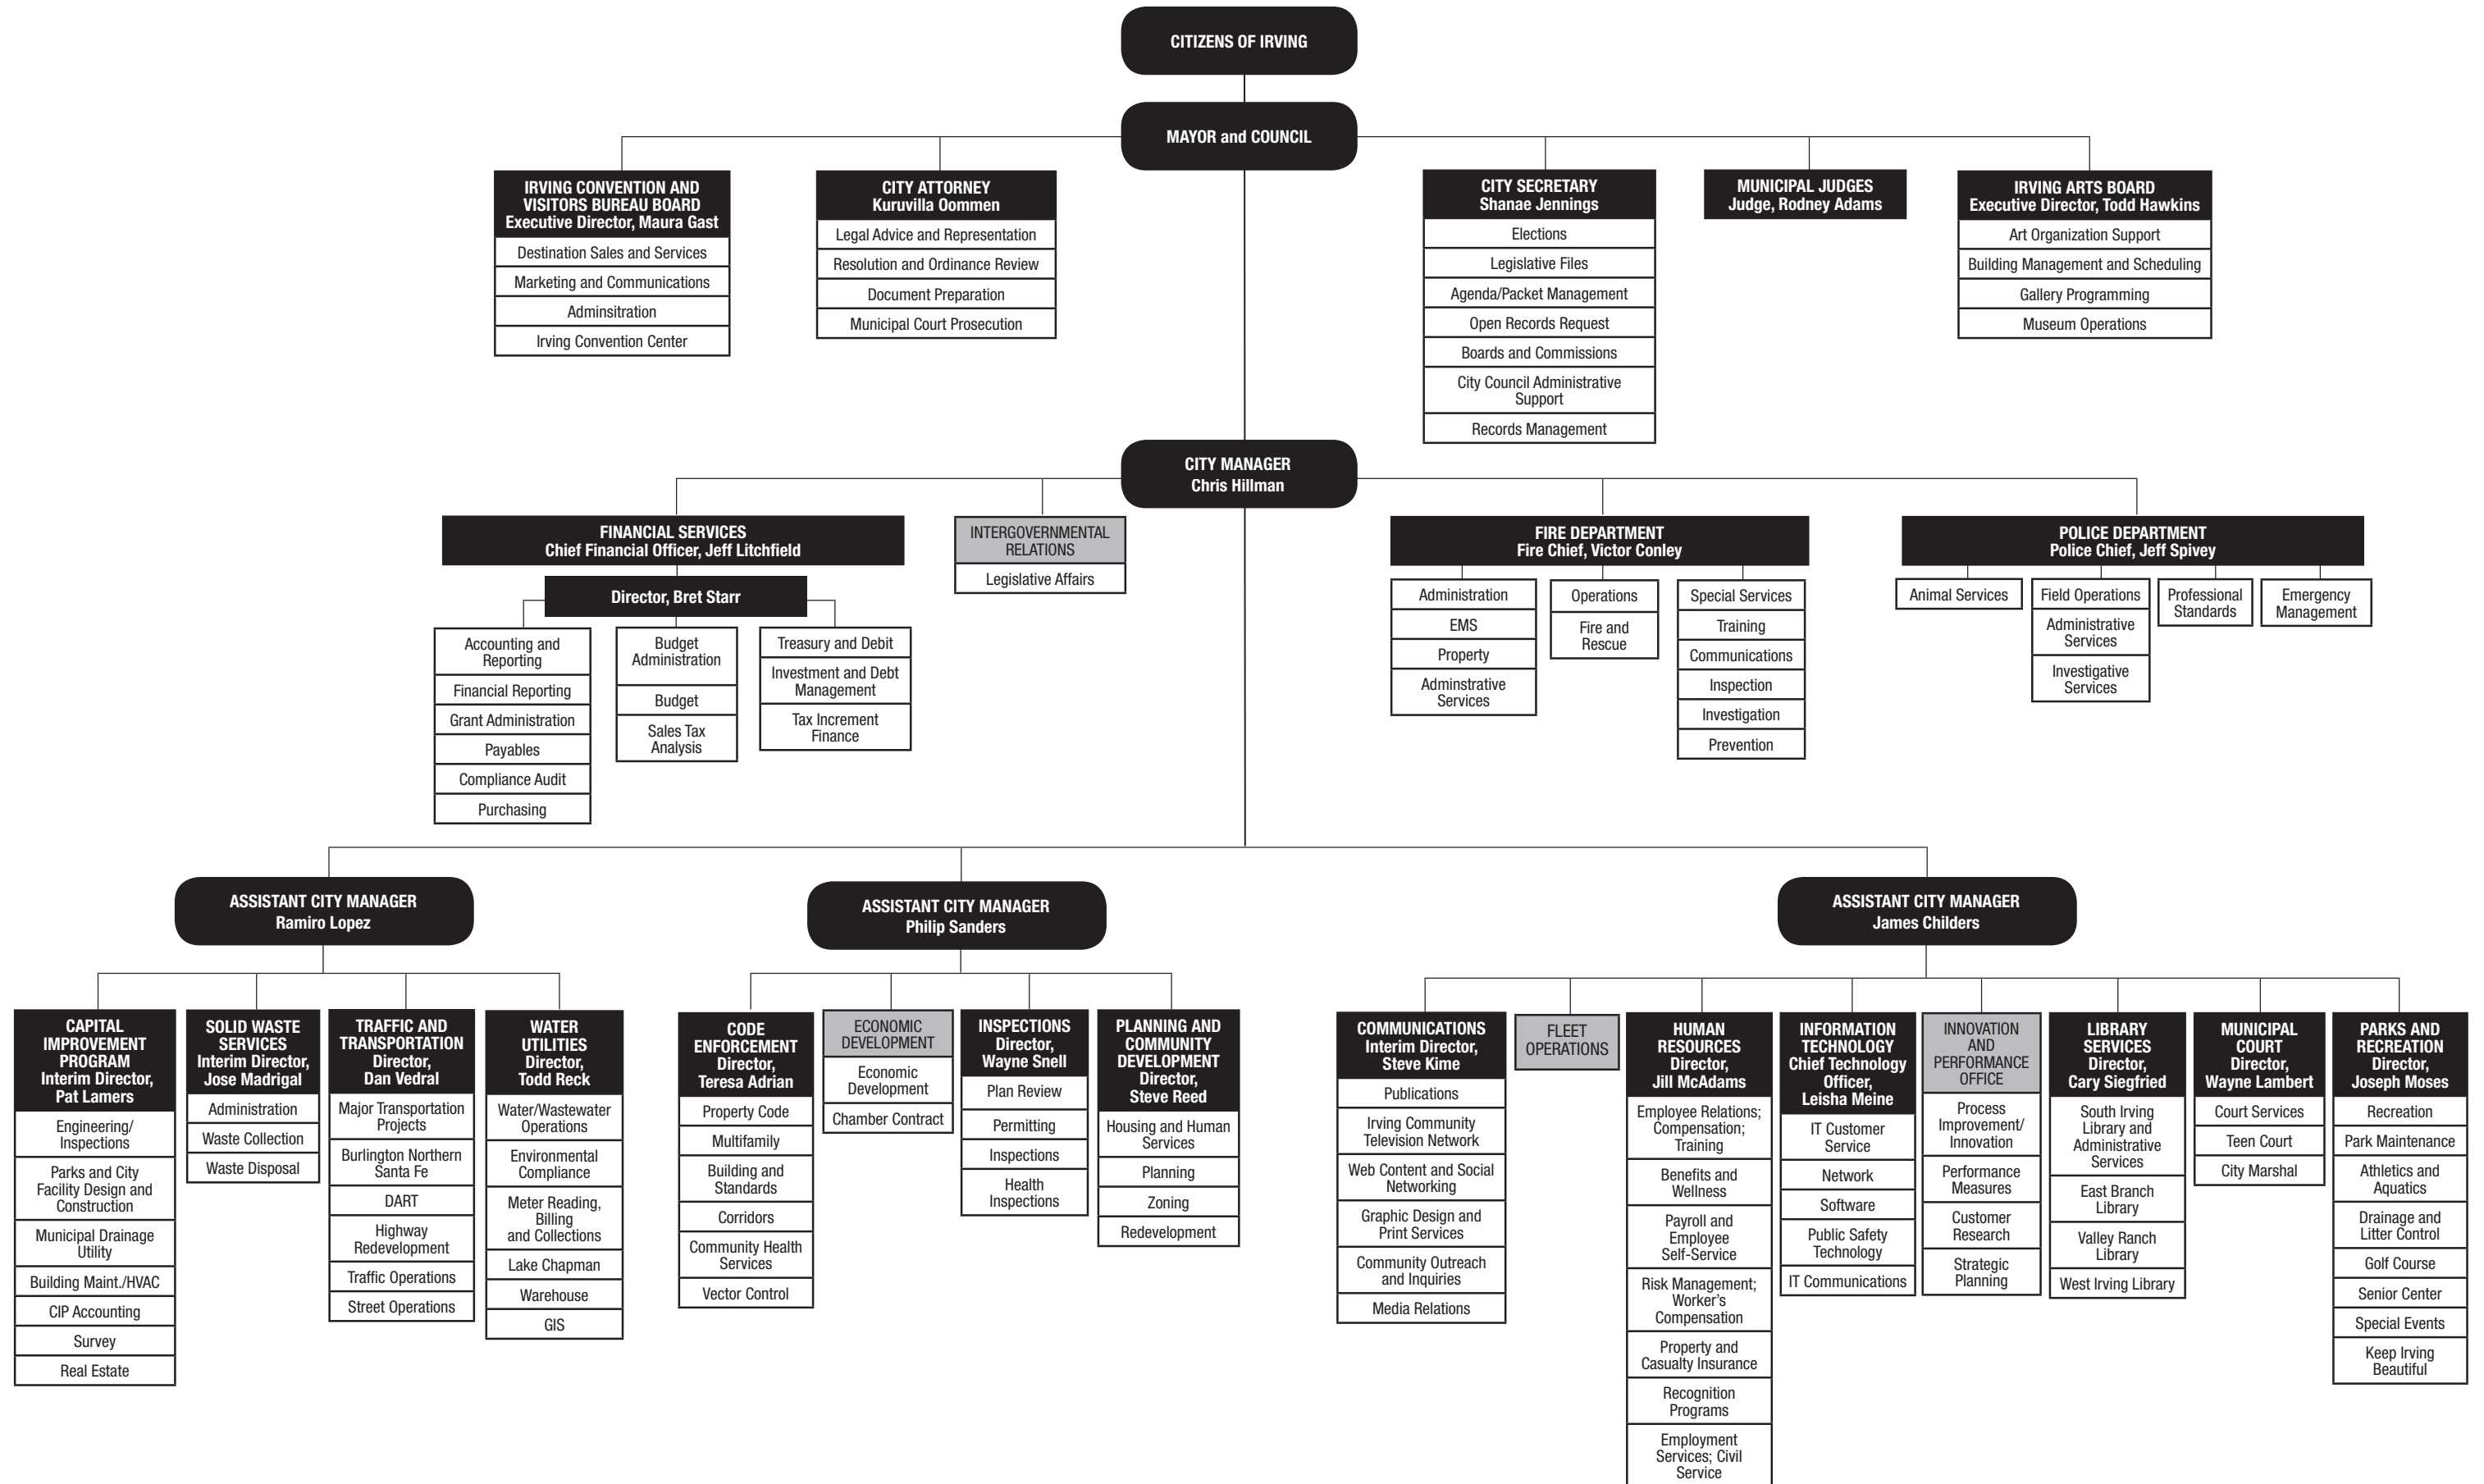 CITIZENS OF IRVING
MAYOR and COUNCIL
IRVING CONVENTION AND
VISITORS BUREAU BOARD
Executive Director, Maura Gast
Destination Sales and Services
Marketing and Communications
Adminsitration
Irving Convention Center
CITY ATTORNEY
Kuruvilla Oommen
Legal Advice and Representation
Resolution and Ordinance Review
Document Preparation
Municipal Court Prosecution
CITY SECRETARY
Shanae Jennings
Elections
Legislative Files
Agenda/Packet Management
Open Records Request
Boards and Commissions
City Council Administrative
Support
Records Management
MUNICIPAL JUDGES
Judge, Rodney Adams
IRVING ARTS BOARD
Executive Director, Todd Hawkins
Art Organization Support
Building Management and Scheduling
Gallery Programming
Museum Operations
CITY MANAGER
Chris Hillman
FINANCIAL SERVICES
Chief Financial Officer, Jeff Litchfield
Director, Bret Starr
Accounting and
Reporting
Financial Reporting
Grant Administration
Payables
Compliance Audit
Purchasing
Budget
Administration
Budget
Sales Tax
Analysis
Treasury and Debit
Investment and Debt
Management
Tax Increment
Finance
INTERGOVERNMENTAL
RELATIONS
Legislative Affairs
FIRE DEPARTMENT
Fire Chief, Victor Conley
Administration
EMS
Property
Adminstrative
Services
Operations
Fire and
Rescue
Special Services
Training
Communications
Inspection
Investigation
Prevention
POLICE DEPARTMENT
Police Chief, Jeff Spivey
Animal Services
Field Operations
Administrative
Services
Investigative
Services
Professional
Standards
Emergency
Management
ASSISTANT CITY MANAGER
Ramiro Lopez
CAPITAL
IMPROVEMENT
PROGRAM
Interim Director,
Pat Lamers
Engineering/
Inspections
Parks and City
Facility Design and
Construction
Municipal Drainage
Utility
Building Maint./HVAC
CIP Accounting
Survey
Real Estate
SOLID WASTE
SERVICES
Interim Director,
Jose Madrigal
Administration
Waste Collection
Waste Disposal
TRAFFIC AND
TRANSPORTATION
Director,
Dan Vedral
Major Transportation
Projects
Burlington Northern
Santa Fe
DART
Highway
Redevelopment
Traffic Operations
Street Operations
WATER
UTILITIES
Director,
Todd Reck
Water/Wastewater
Operations
Environmental
Compliance
Meter Reading,
Billing
and Collections
Lake Chapman
Warehouse
GIS
ASSISTANT CITY MANAGER
Philip Sanders
CODE
ENFORCEMENT
Director,
Teresa Adrian
Property Code
Multifamily
Building and
Standards
Corridors
Community Health
Services
Vector Control
ECONOMIC
DEVELOPMENT
Economic
Development
Chamber Contract
INSPECTIONS
Director,
Wayne Snell
Plan Review
Permitting
Inspections
Health
Inspections
PLANNING AND
COMMUNITY
DEVELOPMENT
Director,
Steve Reed
Housing and Human
Services
Planning
Zoning
Redevelopment
ASSISTANT CITY MANAGER
James Childers
COMMUNICATIONS
Interim Director,
Steve Kime
Publications
Irving Community
Television Network
Web Content and Social
Networking
Graphic Design and
Print Services
Community Outreach
and Inquiries
Media Relations
FLEET
OPERATIONS
HUMAN
RESOURCES
Director,
Jill McAdams
Employee Relations;
Compensation;
Training
Benefits and
Wellness
Payroll and
Employee
Self-Service
Risk Management;
Worker's
Compensation
Property and
Casualty Insurance
Recognition
Programs
Employment
Services; Civil
Service
INFORMATION
TECHNOLOGY
Chief Technology
Officer,
Leisha Meine
IT Customer
Service
Network
Software
Public Safety
Technology
IT Communications
INNOVATION
AND
PERFORMANCE
OFFICE
Process
Improvement/
Innovation
Performance
Measures
Customer
Research
Strategic
Planning
LIBRARY
SERVICES
Director,
Cary Siegfried
South Irving
Library and
Administrative
Services
East Branch
Library
Valley Ranch
Library
West Irving Library
MUNICIPAL
COURT
Director,
Wayne Lambert
Court Services
Teen Court
City Marshal
PARKS AND
RECREATION
Director,
Joseph Moses
Recreation
Park Maintenance
Athletics and
Aquatics
Drainage and
Litter Control
Golf Course
Senior Center
Special Events
Keep Irving
Beautiful